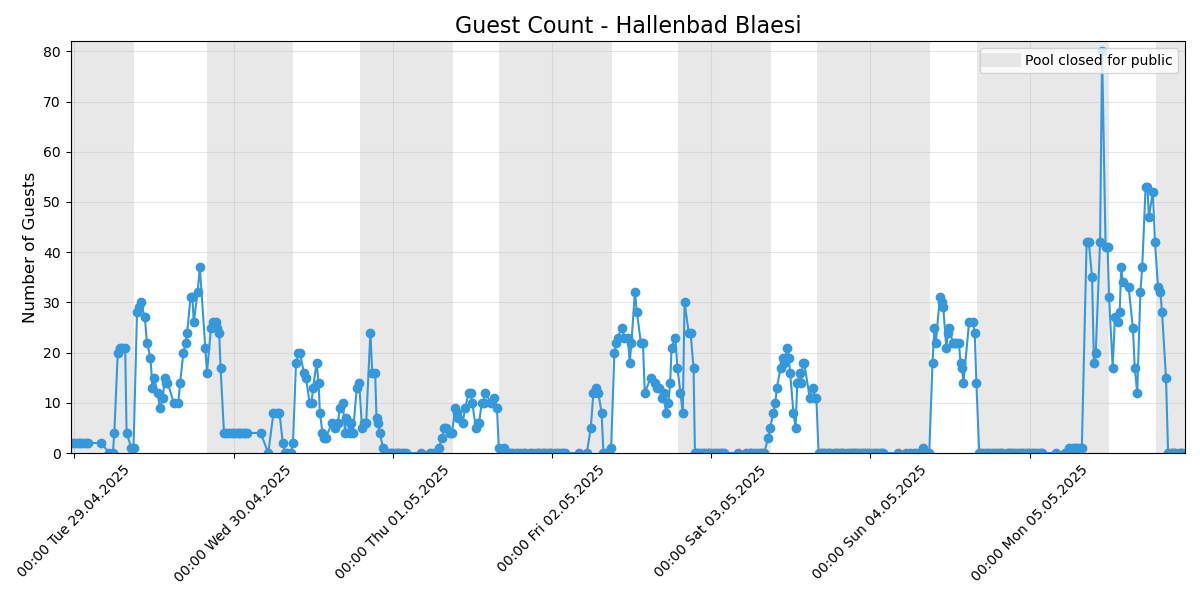 Guest Count - Hallenbad Blaesi
Pool closed for public
Number of Guests
80
70
60
50
40
30
20
10
0
00:00 Tue 29.04.2025
00:00 Wed 30.04.2025
00:00 Thu 01.05.2025
00:00 Fri 02.05.2025
00:00 Sat 03.05.2025
00:00 Sun 04.05.2025
00:00 Mon 05.05.2025